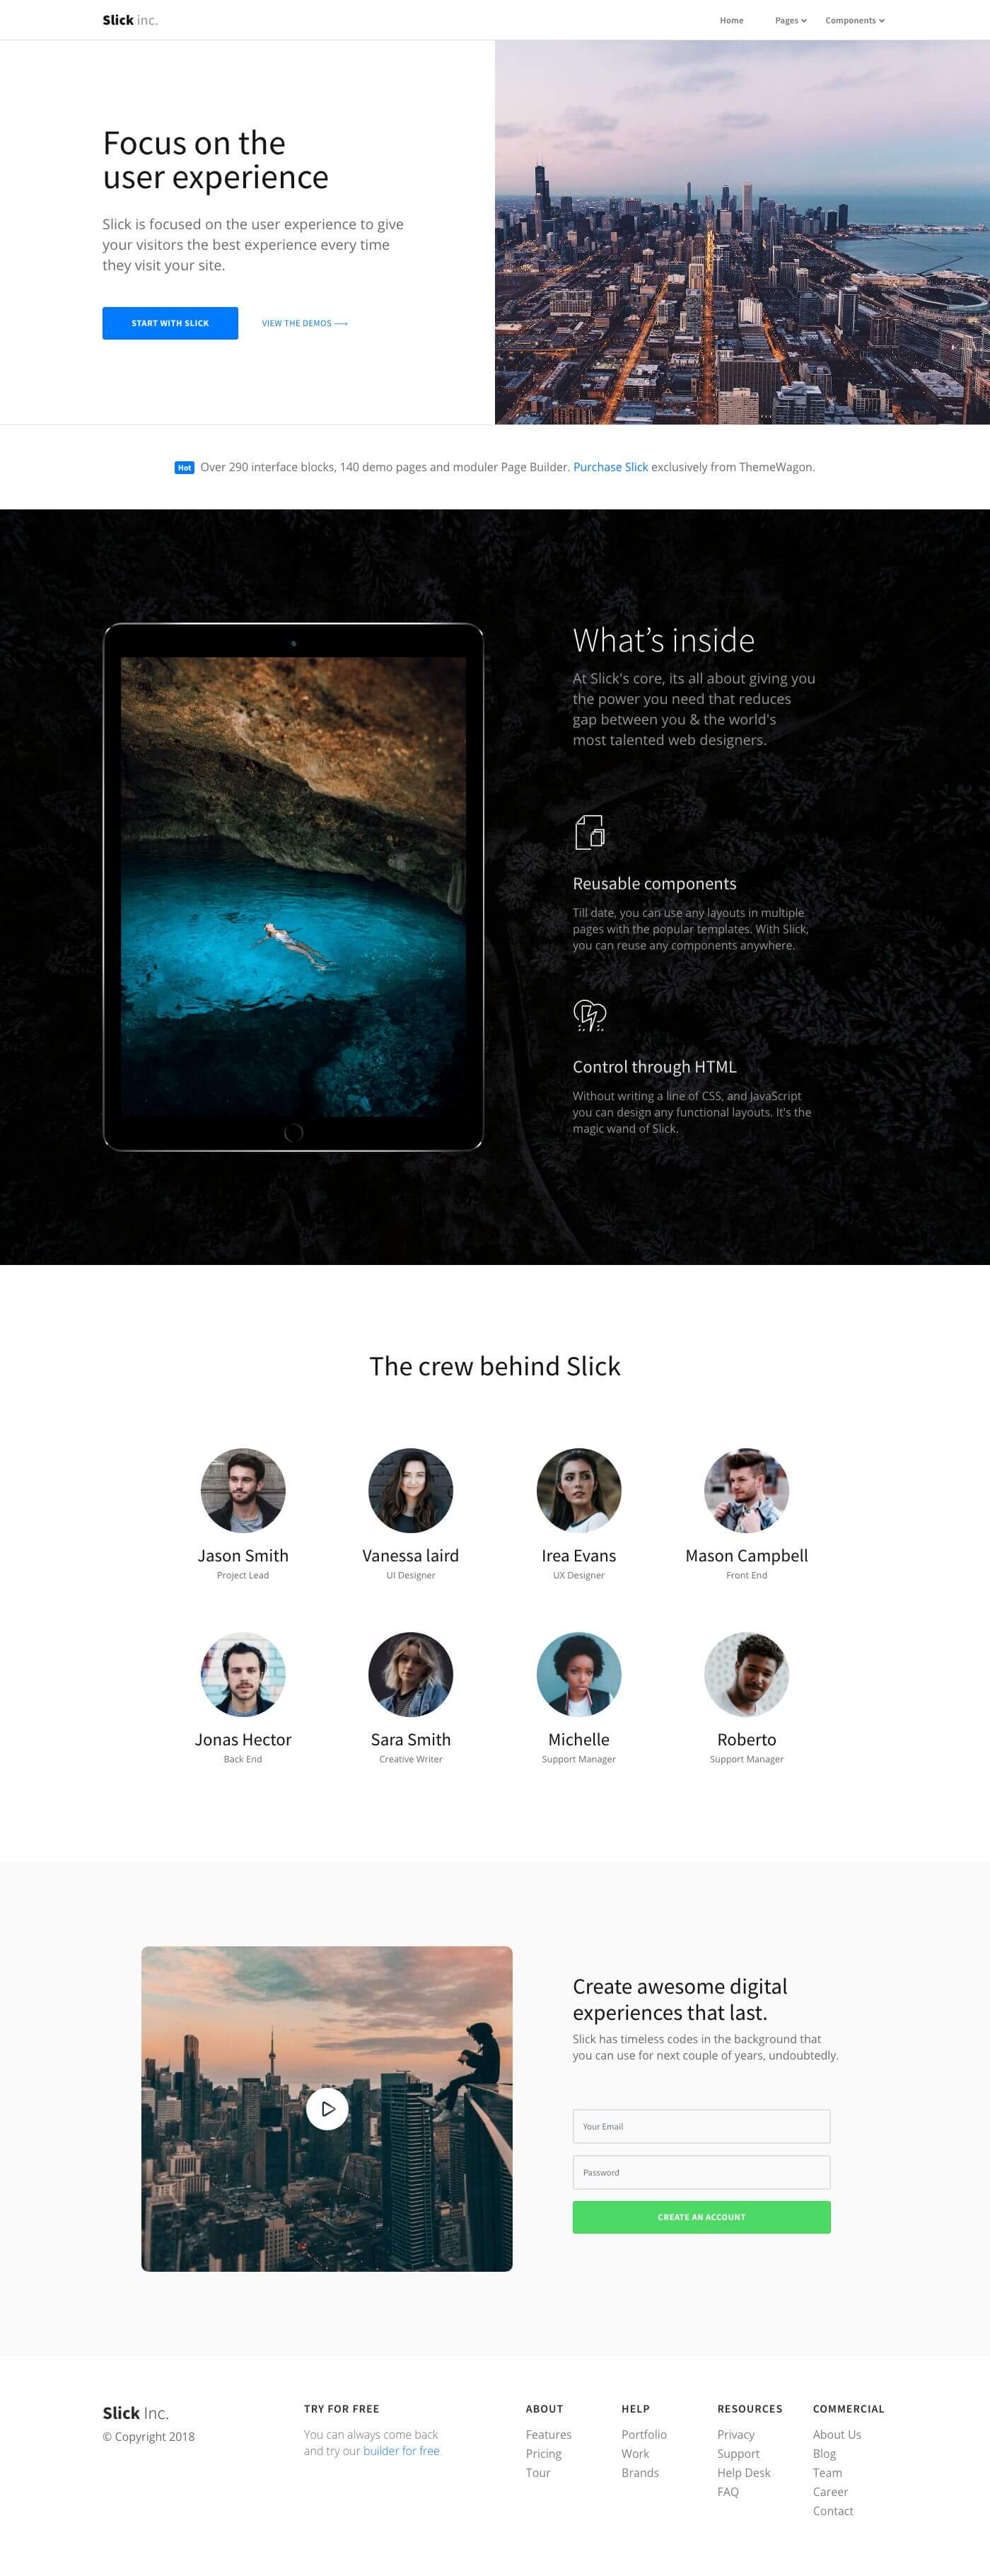 Slick inc.
Home Pages Components
Focus on the
user experience
Slick is focused on the user experience to give
your visitors the best experience every time
they visit your site.
START WITH SLICK VIEW THE DEMOS ⟶
Hot Over 290 interface blocks, 140 demo pages and moduler Page Builder. Purchase Slick exclusively from ThemeWagon.
What’s inside
At Slick's core, its all about giving you
the power you need that reduces
gap between you & the world's
most talented web designers.
Reusable components
Till date, you can use any layouts in multiple
pages with the popular templates. With Slick,
you can reuse any components anywhere.
Control through HTML
Without writing a line of CSS, and JavaScript
you can design any functional layouts. It's the
magic wand of Slick.
The crew behind Slick
Jason Smith
Project Lead
Vanessa laird
UI Designer
Irea Evans
UX Designer
Mason Campbell
Front End
Jonas Hector
Back End
Sara Smith
Creative Writer
Michelle
Support Manager
Roberto
Support Manager
Create awesome digital
experiences that last.
Slick has timeless codes in the background that
you can use for next couple of years, undoubtedly.
Your Email
Password
CREATE AN ACCOUNT
Slick Inc.
© Copyright 2018
TRY FOR FREE
You can always come back
and try our builder for free.
ABOUT
Features
Pricing
Tour
HELP
Portfolio
Work
Brands
RESOURCES
Privacy
Support
Help Desk
FAQ
COMMERCIAL
About Us
Blog
Team
Career
Contact